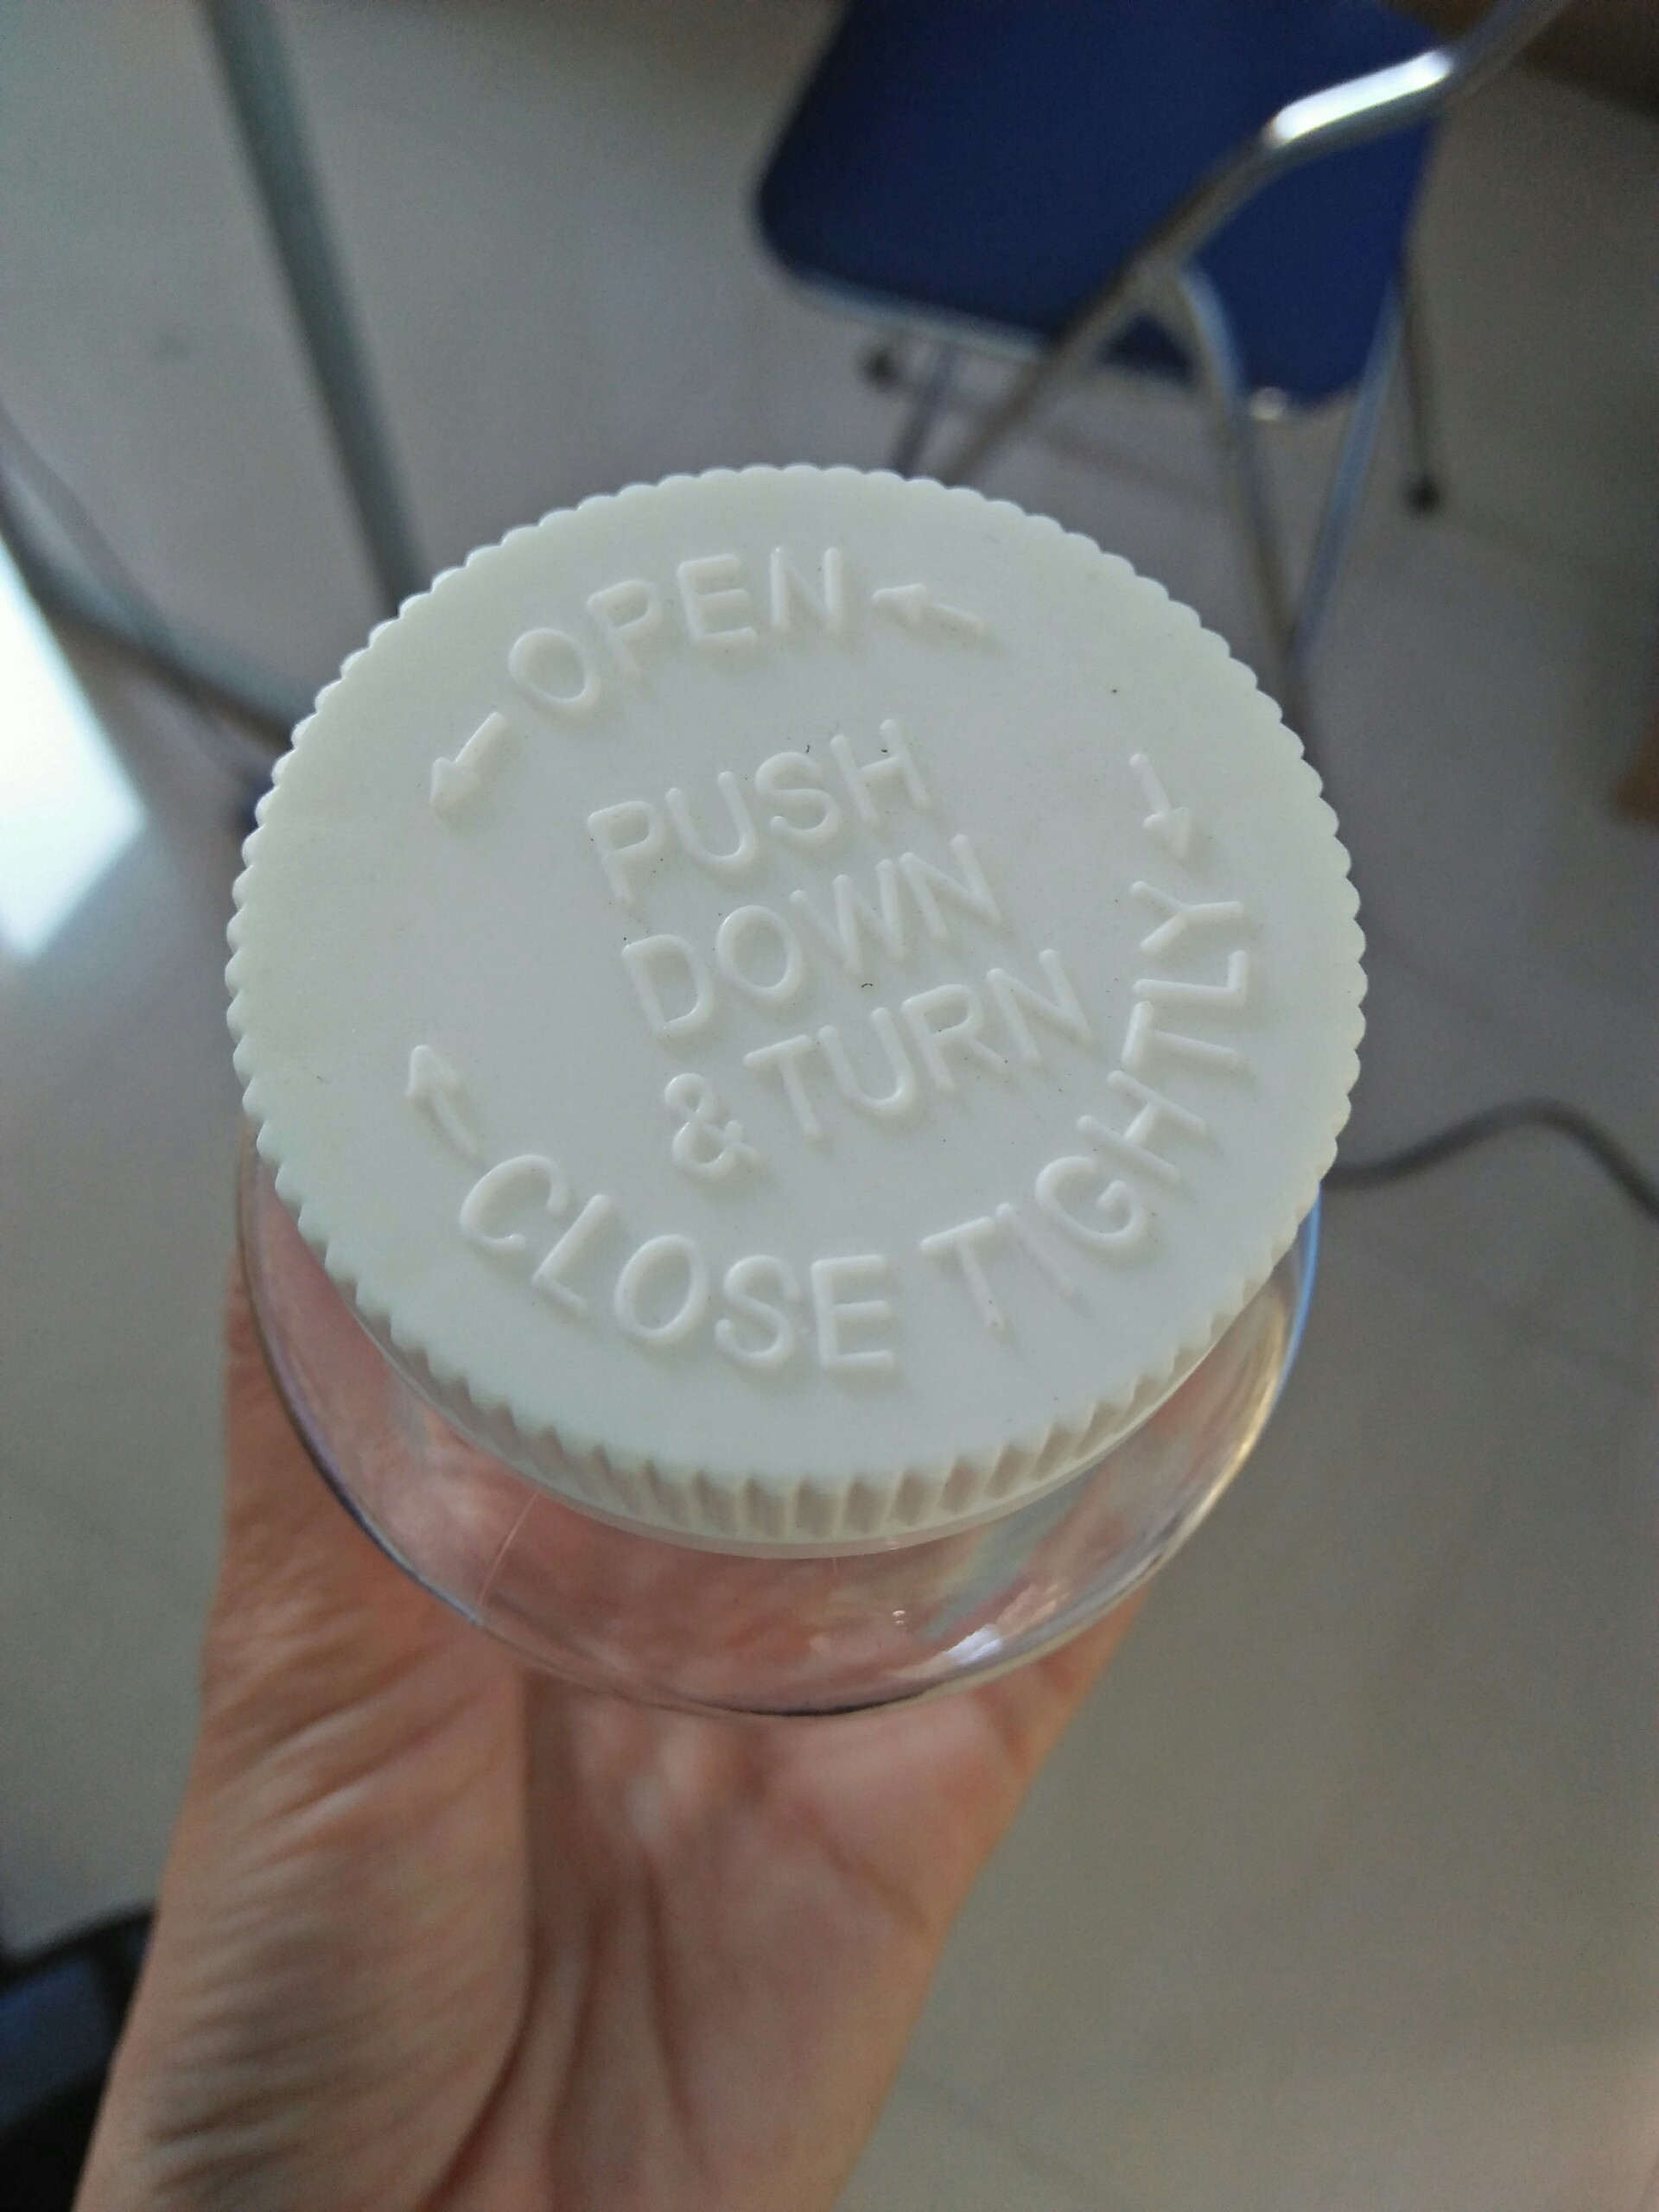 OPEN
PUSH
DOWN
& TURN
CLOSE TIGHTLY